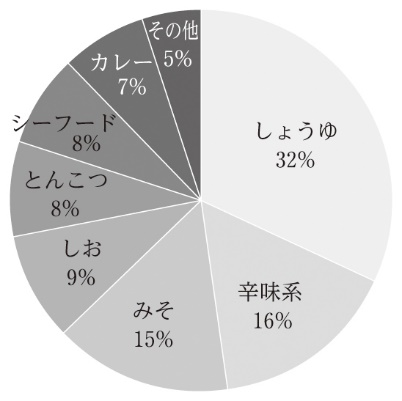 しょうゆ
32%
辛味系
16%
みそ
15%
しお
9%
とんこつ
8%
シーフード
8%
カレー
7%
その他
5%